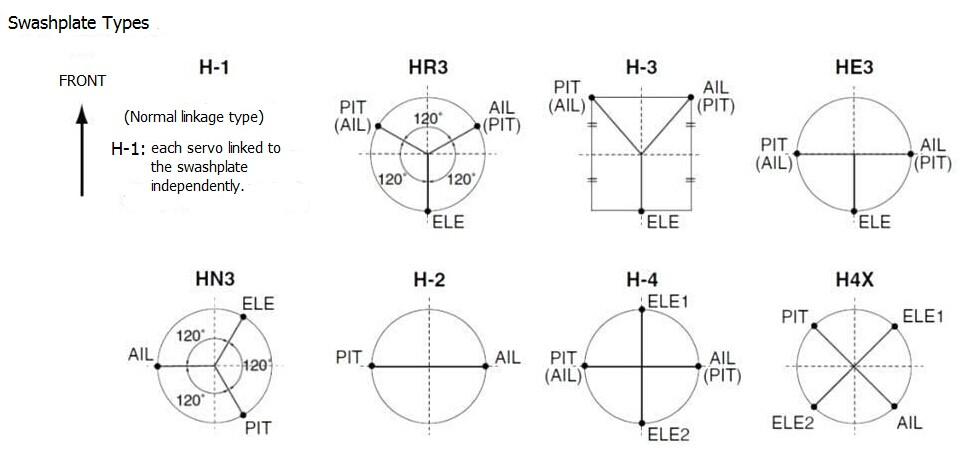 Swashplate Types
FRONT
H-1
(Normal linkage type)
H-1: each servo linked to
the swashplate
independently.
HR3
PIT
(AIL)
AIL
(PIT)
120°
120°
120°
ELE
H-3
PIT
(AIL)
AIL
(PIT)
ELE
HE3
PIT
(AIL)
AIL
(PIT)
ELE
HN3
ELE
120°
AIL
120°
120°
PIT
H-2
PIT
AIL
H-4
ELE1
PIT
(AIL)
AIL
(PIT)
ELE2
H4X
PIT
ELE1
ELE2
AIL